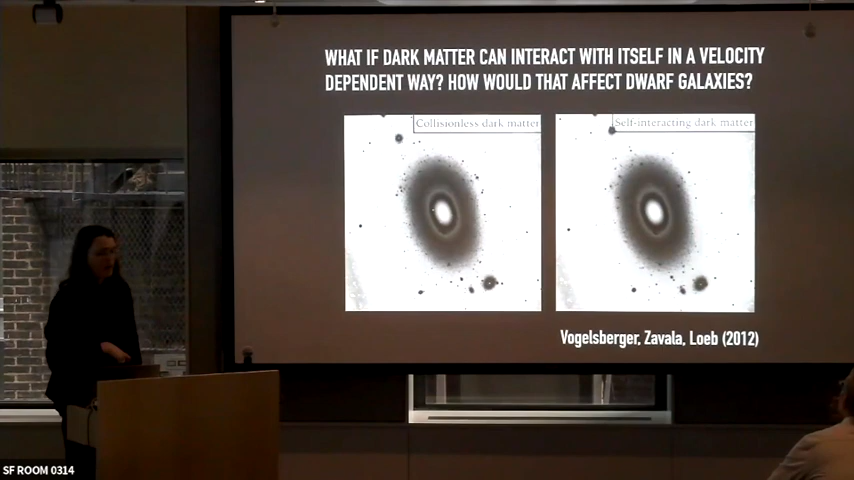 WHAT IF DARK MATTER CAN INTERACT WITH ITSELF IN A VELOCITY
DEPENDENT WAY? HOW WOULD THAT AFFECT DWARF GALAXIES?
Collisionless dark matter
Self-interacting dark matter
Vogelsberger, Zavala, Loeb (2012)
SF ROOM 0314